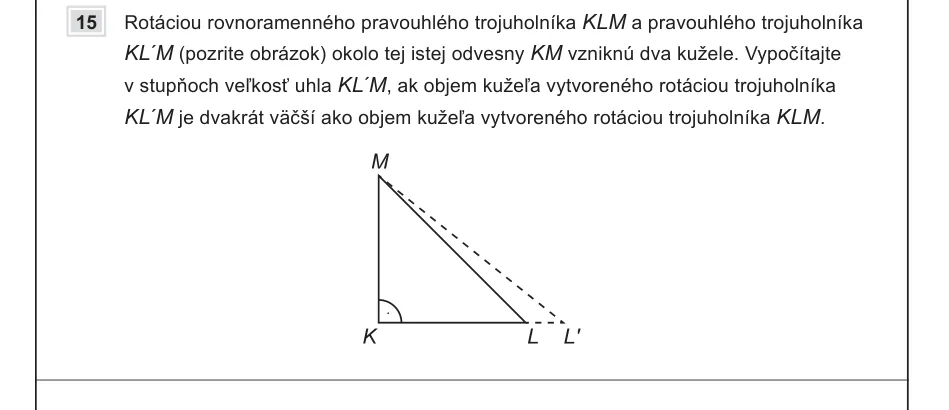 15 Rotáciou rovnoramenného pravouhlého trojuholníka KLM a pravouhlého trojuholníka
KL´M (pozrite obrázok) okolo tej istej odvesny KM vzniknú dva kužele. Vypočítajte
v stupňoch veľkosť uhla KL´M, ak objem kužeľa vytvoreného rotáciou trojuholníka
KL´M je dvakrát väčší ako objem kužeľa vytvoreného rotáciou trojuholníka KLM.
M
K L L'